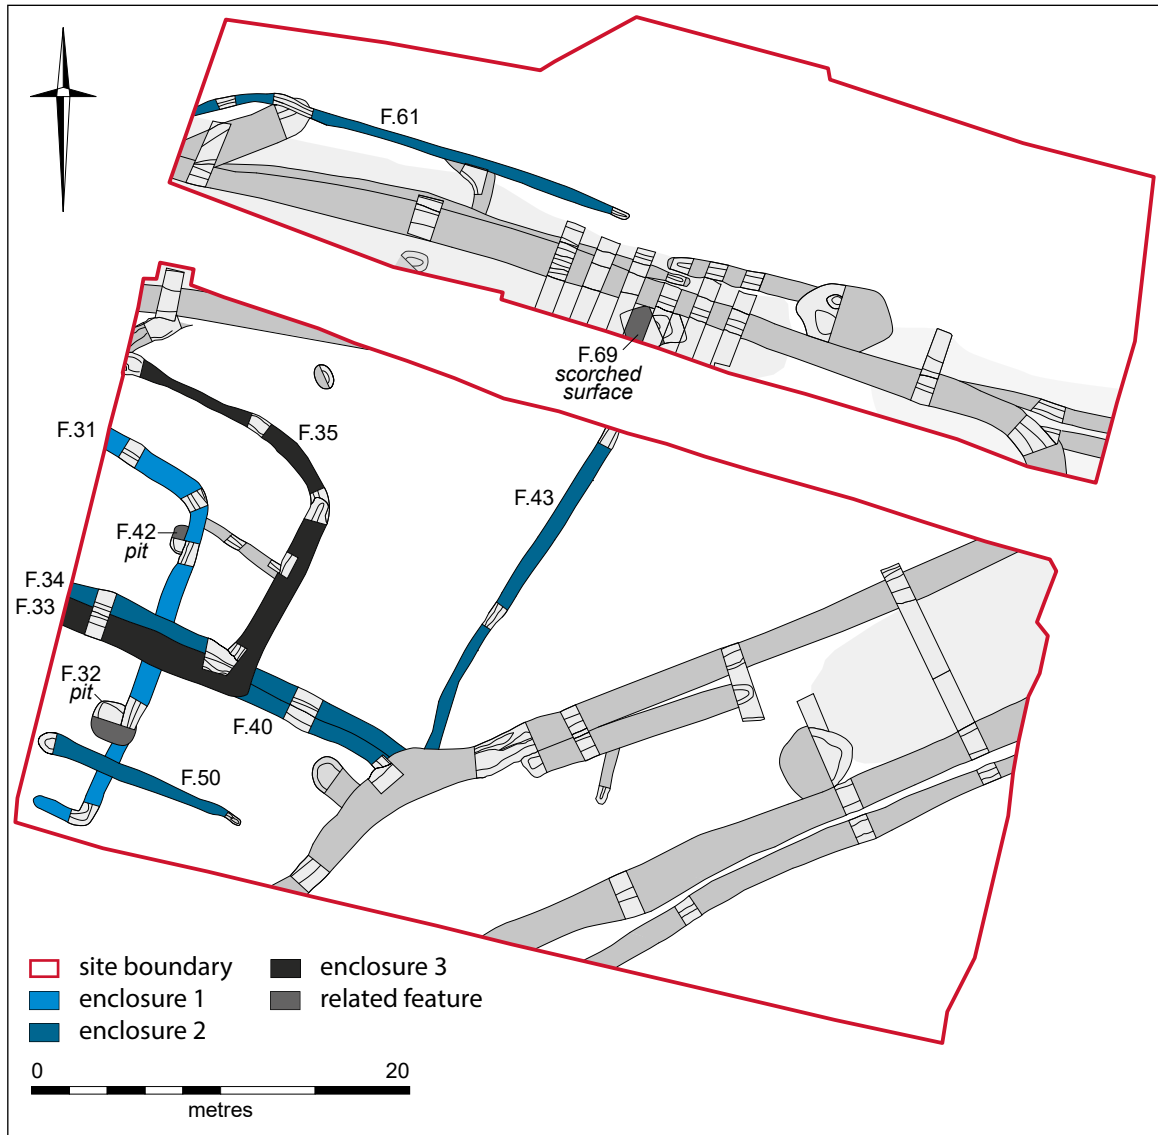 F.61
F.69
scorched
surface
F.35
F.31
F.43
F.42
pit
F.34
F.33
F.32
pit
F.40
F.50
site boundary
enclosure 1
enclosure 2
enclosure 3
related feature
0 20
metres